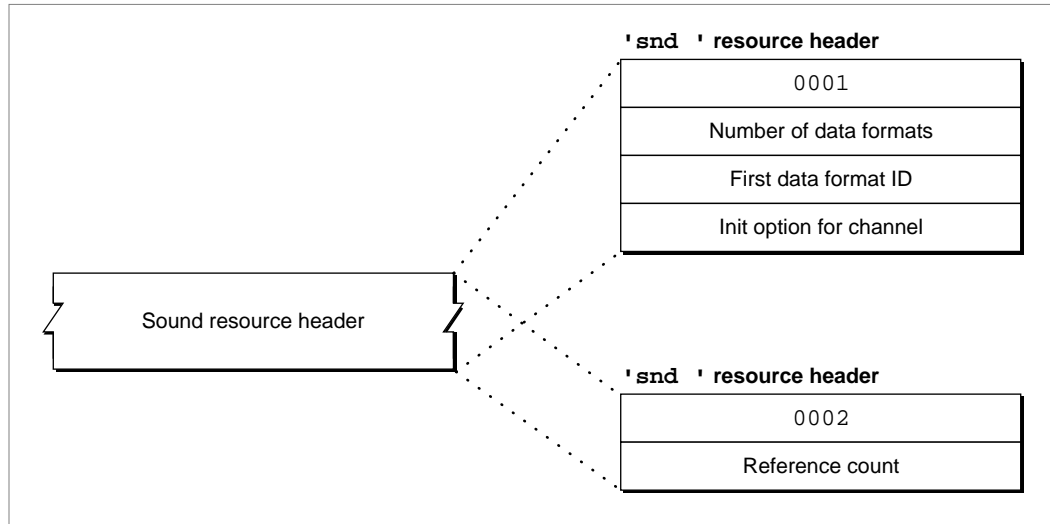 'snd ' resource header
0001
Number of data formats
First data format ID
Init option for channel
Sound resource header
'snd ' resource header
0002
Reference count